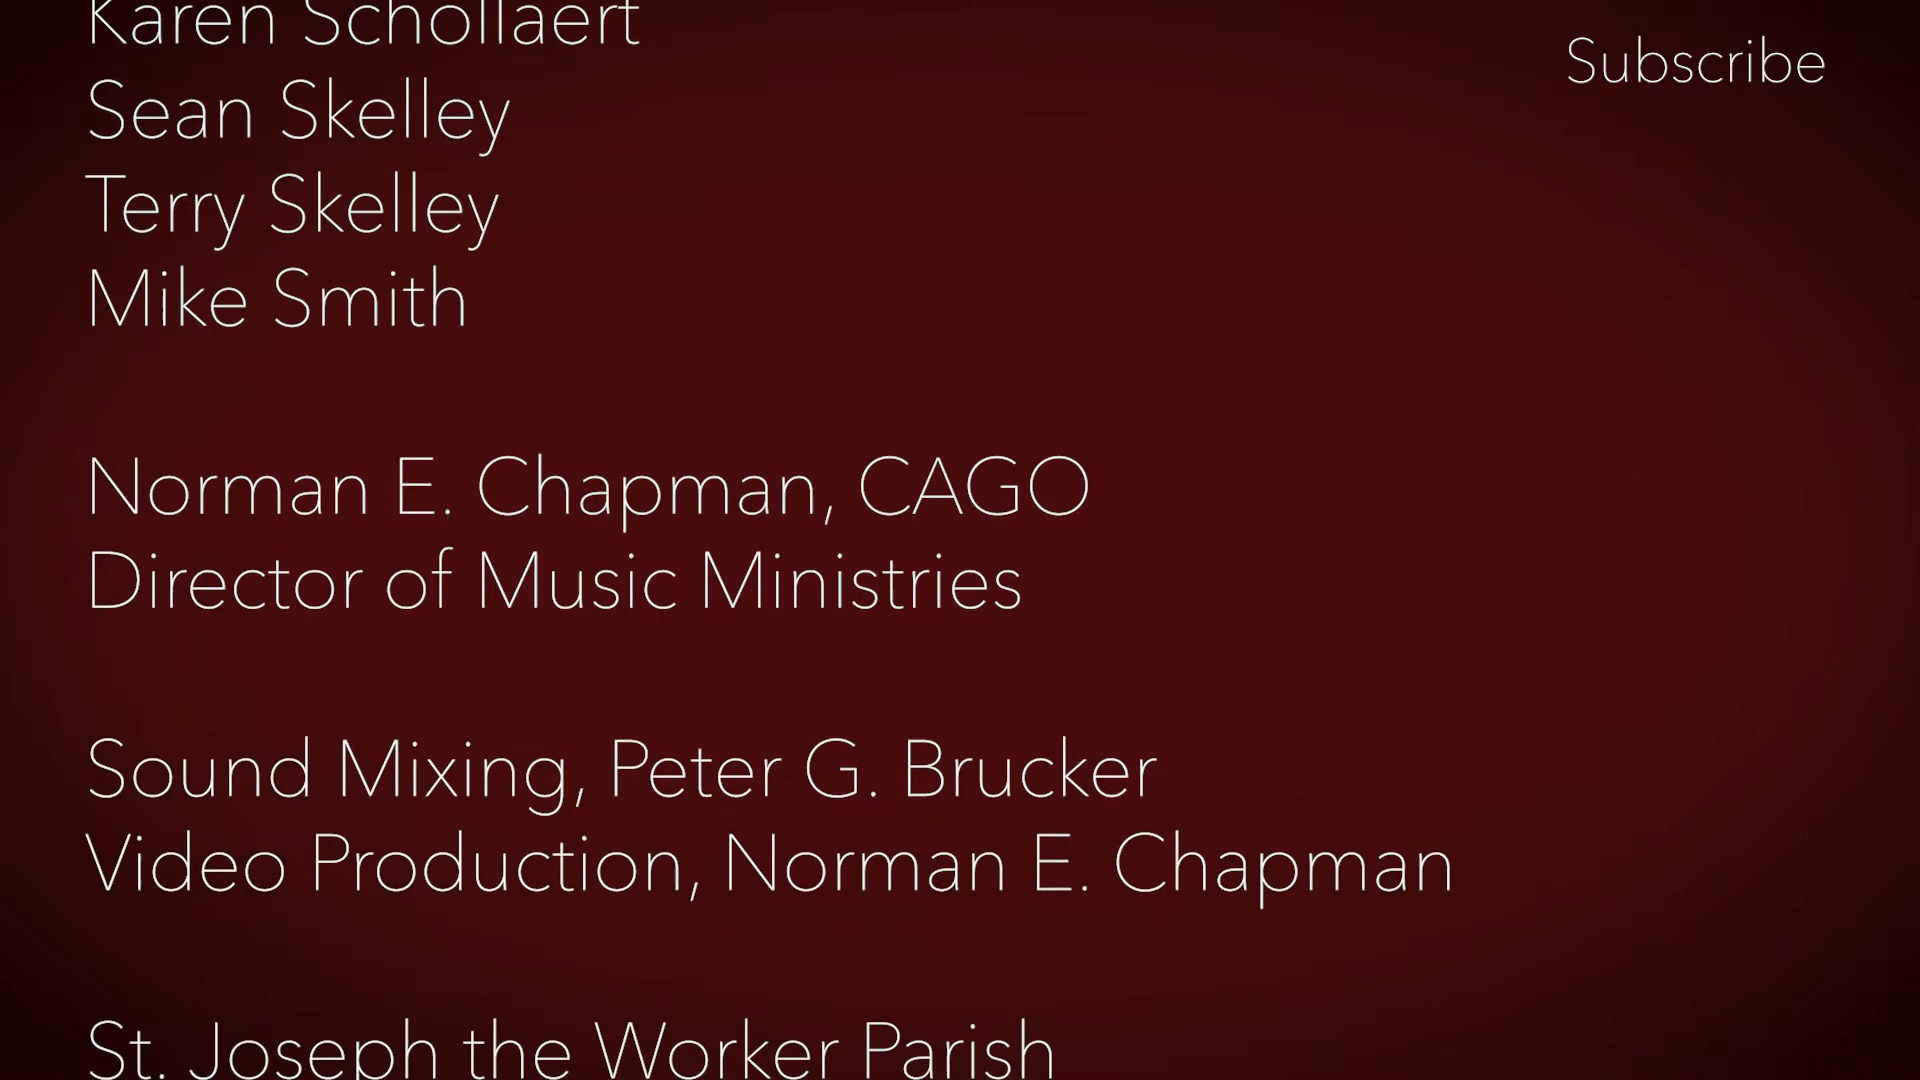 Karen Schollaert
Subscribe
Sean Skelley
Terry Skelley
Mike Smith
Norman E. Chapman, CAGO
Director of Music Ministries
Sound Mixing, Peter G. Brucker
Video Production, Norman E. Chapman
St. Joseph the Worker Parish